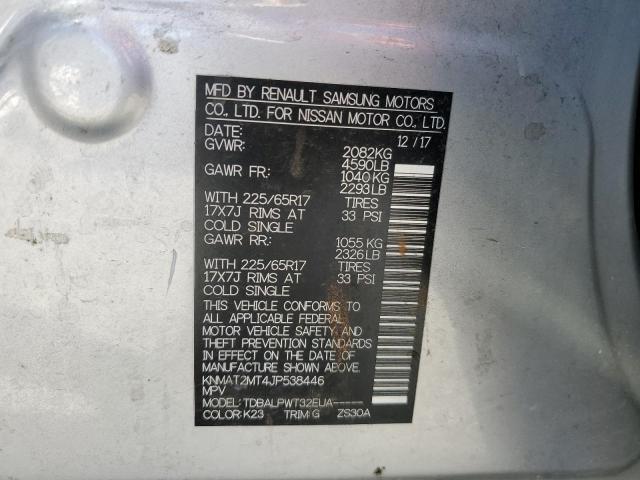 MFD BY RENAULT SAMSUNG MOTORS
CO., LTD. FOR NISSAN MOTOR CO. LTD.
DATE: 12/17
GVWR: 2082KG
4590LB
GAWR FR: 1040KG
2293LB
WITH 225/65R17 TIRES
17X7J RIMS AT 33 PSI
COLD SINGLE
GAWR RR: 1055KG
2326LB
WITH 225/65R17 TIRES
17X7J RIMS AT 33 PSI
COLD SINGLE
THIS VEHICLE CONFORMS TO
ALL APPLICABLE FEDERAL
MOTOR VEHICLE SAFETY AND
THEFT PREVENTION STANDARDS
IN EFFECT ON THE DATE OF
MANUFACTURE SHOWN ABOVE.
KNMAT2MT4JP538446
MPV
MODEL: TDBALPWT32EUA-----
COLOR: K23 TRIM: G ZS30A